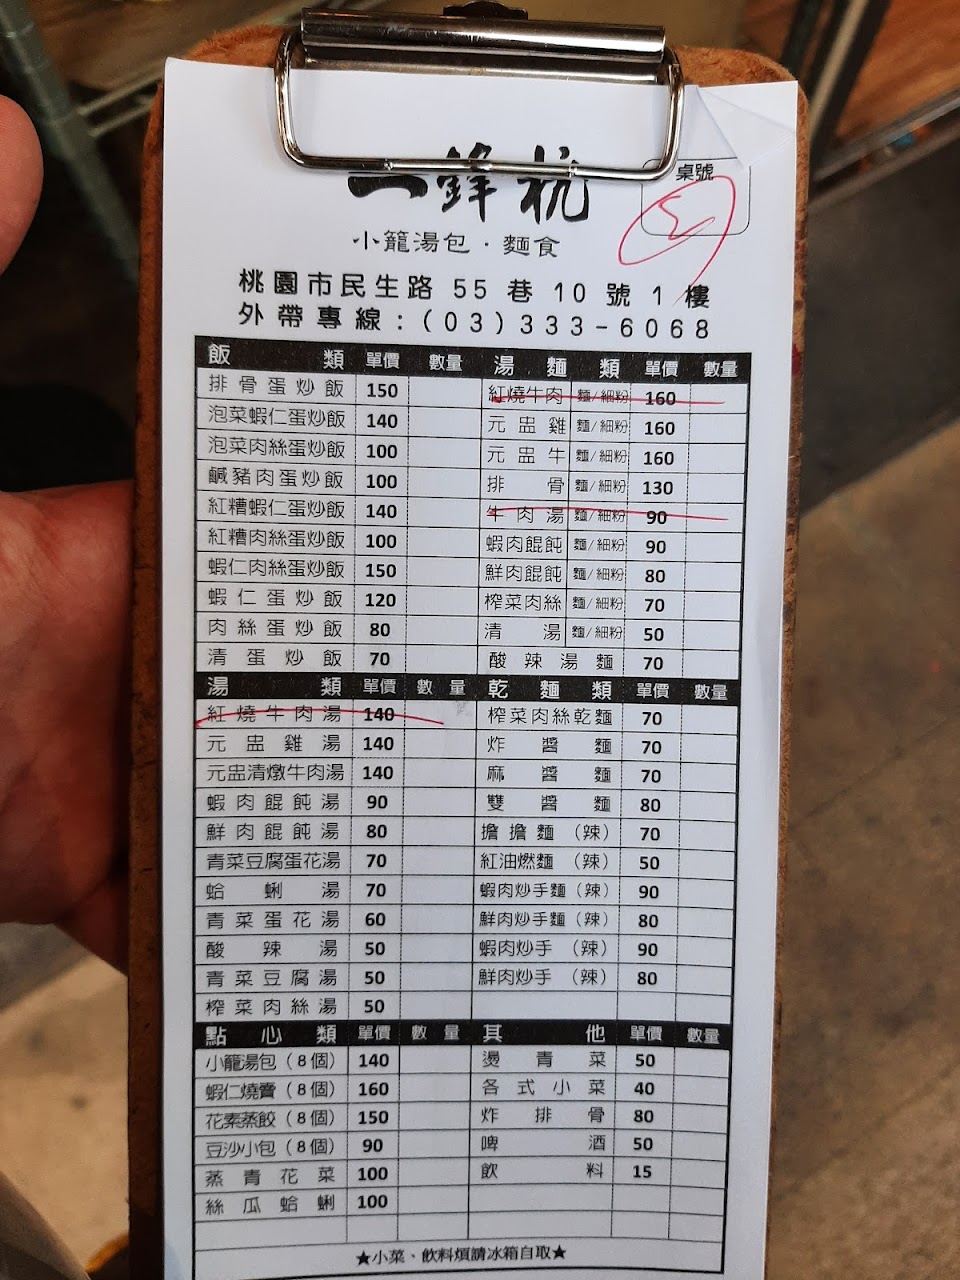 一鋒杭
桌號
小籠湯包・麵食
桃園市民生路55巷10號1樓
外帶專線:(03)333-6068
飯類 單價 數量 湯麵類 單價 數量
排骨蛋炒飯 150 紅燒牛肉 麵/細粉 160
泡菜蝦仁蛋炒飯 140 元盅雞 麵/細粉 160
泡菜肉絲蛋炒飯 100 元盅牛 麵/細粉 160
鹹豬肉蛋炒飯 100 排骨 麵/細粉 130
紅糟蝦仁蛋炒飯 140 牛肉湯 麵/細粉 90
紅糟肉絲蛋炒飯 100 蝦肉餛飩 麵/細粉 90
蝦仁肉絲蛋炒飯 150 鮮肉餛飩 麵/細粉 80
蝦仁蛋炒飯 120 榨菜肉絲 麵/細粉 70
肉絲蛋炒飯 80 清湯 麵/細粉 50
清蛋炒飯 70 酸辣湯麵 70
湯類 單價 數量 乾麵類 單價 數量
紅燒牛肉湯 140 榨菜肉絲乾麵 70
元盅雞湯 140 炸醬麵 70
元盅清燉牛肉湯 140 麻醬麵 70
蝦肉餛飩湯 90 雙醬麵 80
鮮肉餛飩湯 80 擔擔麵(辣) 70
青菜豆腐蛋花湯 70 紅油燃麵(辣) 50
蛤蜊湯 70 蝦肉炒手麵(辣) 90
青菜蛋花湯 60 鮮肉炒手麵(辣) 80
酸辣湯 50 蝦肉炒手(辣) 90
青菜豆腐湯 50 鮮肉炒手(辣) 80
榨菜肉絲湯 50
點心類 單價 數量 其他 單價 數量
小籠湯包(8個) 140 燙青菜 50
蝦仁燒賣(8個) 160 各式小菜 40
花素蒸餃(8個) 150 炸排骨 80
豆沙小包(8個) 90 啤酒 50
蒸青花菜 100 飲料 15
絲瓜蛤蜊 100
★小菜、飲料煩請冰箱自取★